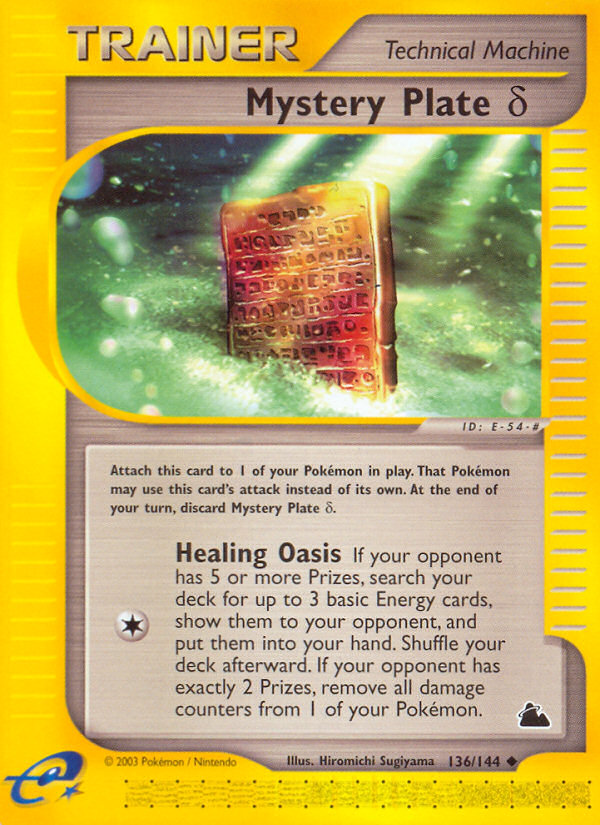 TRAINER
Technical Machine
Mystery Plate δ
ID: E-54-#
Attach this card to 1 of your Pokémon in play. That Pokémon
may use this card's attack instead of its own. At the end of
your turn, discard Mystery Plate δ.
Healing Oasis If your opponent
has 5 or more Prizes, search your
deck for up to 3 basic Energy cards,
show them to your opponent, and
put them into your hand. Shuffle your
deck afterward. If your opponent has
exactly 2 Prizes, remove all damage
counters from 1 of your Pokémon.
© 2003 Pokémon / Nintendo
Illus. Hiromichi Sugiyama
136/144
e